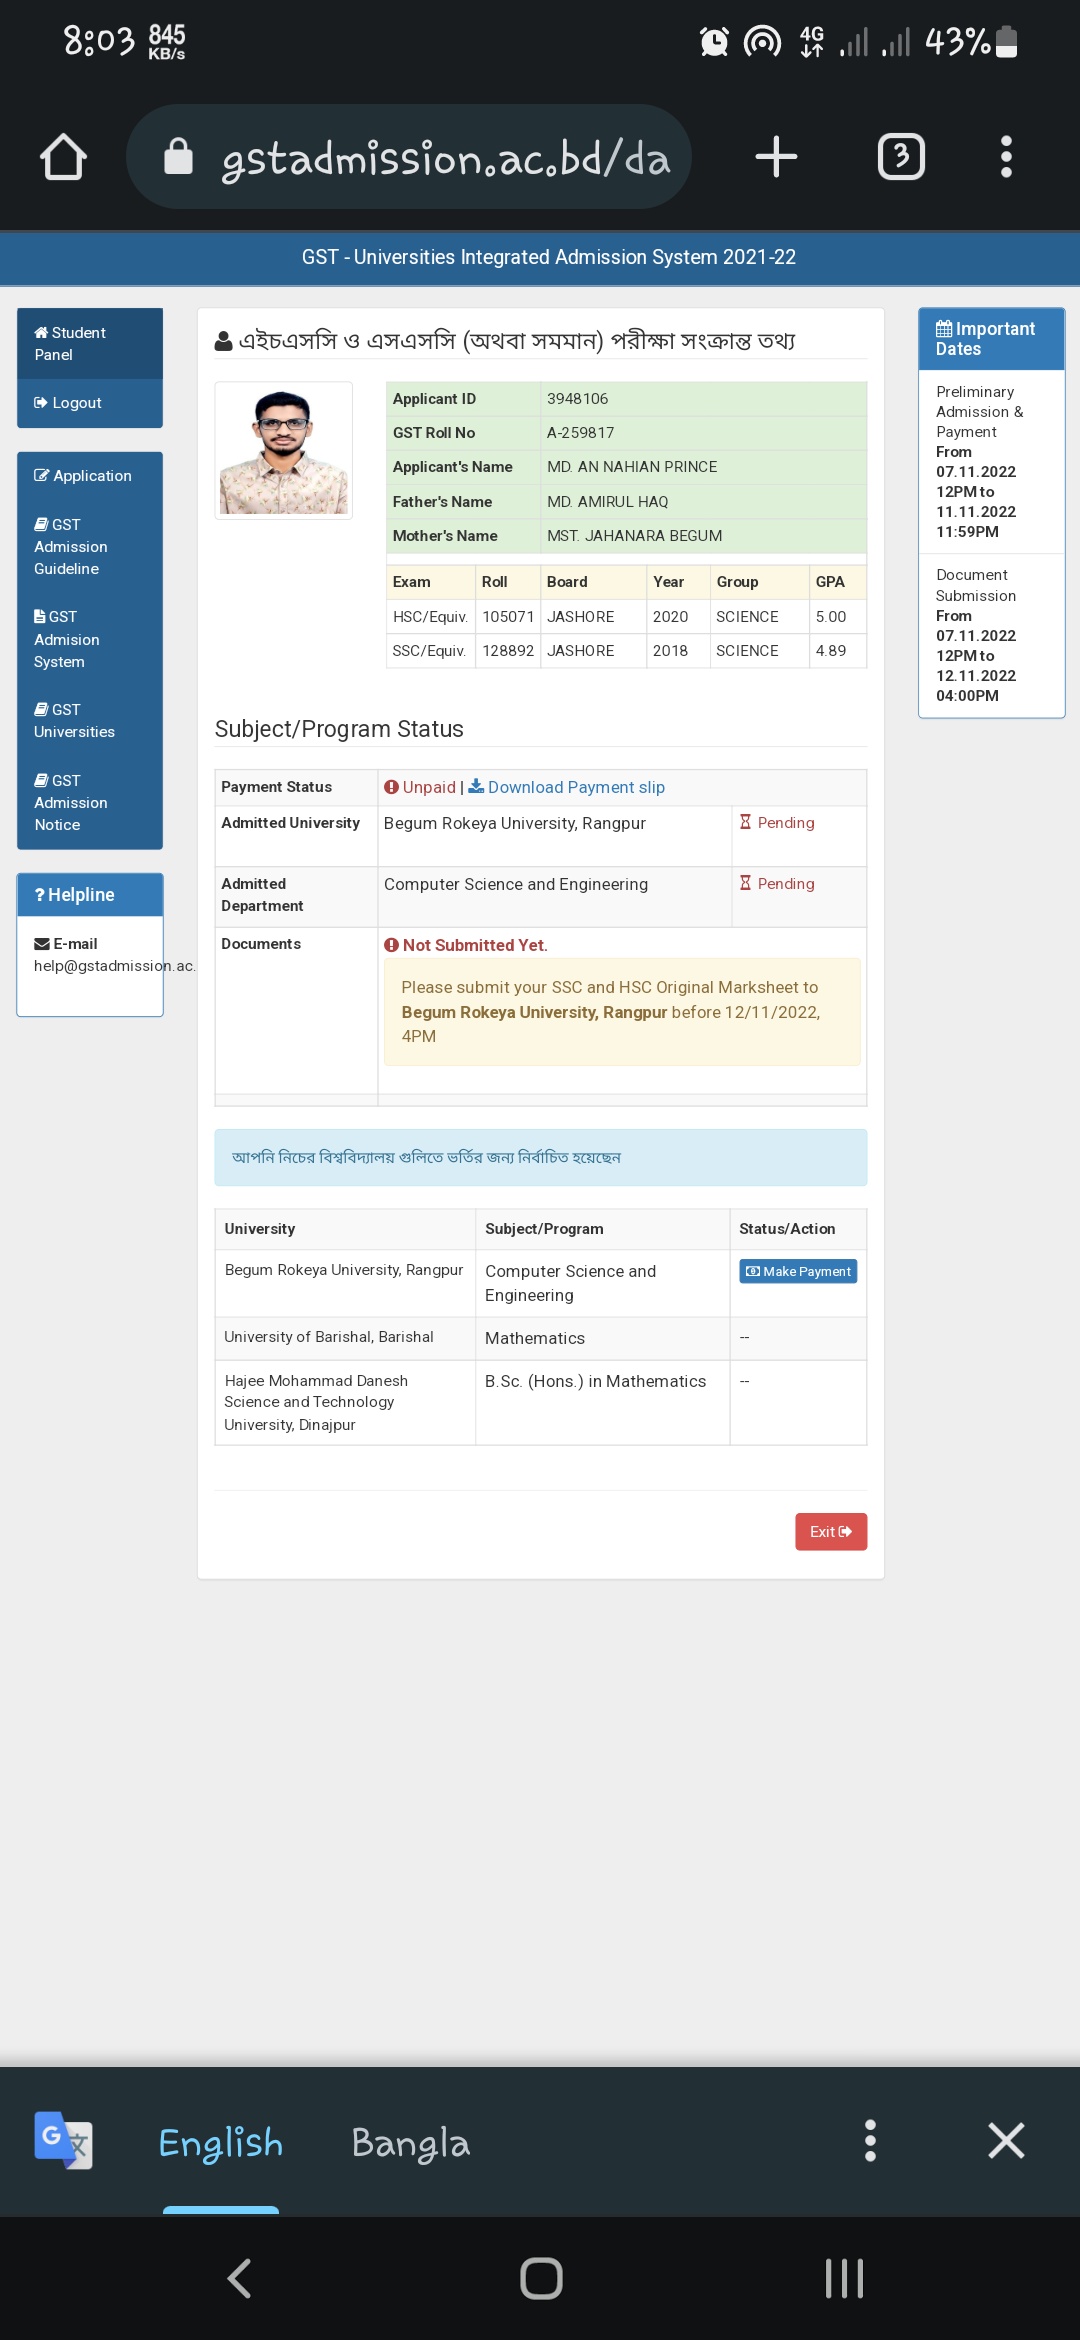 8:03 845 KB/s 4G 43%
gstadmission.ac.bd/da 3
GST - Universities Integrated Admission System 2021-22
Student
Panel
Logout
Application
GST
Admission
Guideline
GST
Admision
System
GST
Universities
GST
Admission
Notice
? Helpline
E-mail
help@gstadmission.ac.
এইচএসসি ও এসএসসি (অথবা সমমান) পরীক্ষা সংক্রান্ত তথ্য
Applicant ID 3948106
GST Roll No A-259817
Applicant's Name MD. AN NAHIAN PRINCE
Father's Name MD. AMIRUL HAQ
Mother's Name MST. JAHANARA BEGUM
Exam Roll Board Year Group GPA
HSC/Equiv. 105071 JASHORE 2020 SCIENCE 5.00
SSC/Equiv. 128892 JASHORE 2018 SCIENCE 4.89
Subject/Program Status
Payment Status Unpaid | Download Payment slip
Admitted University Begum Rokeya University, Rangpur Pending
Admitted
Department Computer Science and Engineering Pending
Documents Not Submitted Yet.
Please submit your SSC and HSC Original Marksheet to
Begum Rokeya University, Rangpur before 12/11/2022,
4PM
আপনি নিচের বিশ্ববিদ্যালয় গুলিতে ভর্তির জন্য নির্বাচিত হয়েছেন
University Subject/Program Status/Action
Begum Rokeya University, Rangpur Computer Science and
Engineering Make Payment
University of Barishal, Barishal Mathematics --
Hajee Mohammad Danesh
Science and Technology
University, Dinajpur B.Sc. (Hons.) in Mathematics --
Exit
Important
Dates
Preliminary
Admission &
Payment
From
07.11.2022
12PM to
11.11.2022
11:59PM
Document
Submission
From
07.11.2022
12PM to
12.11.2022
04:00PM
G 文 English Bangla